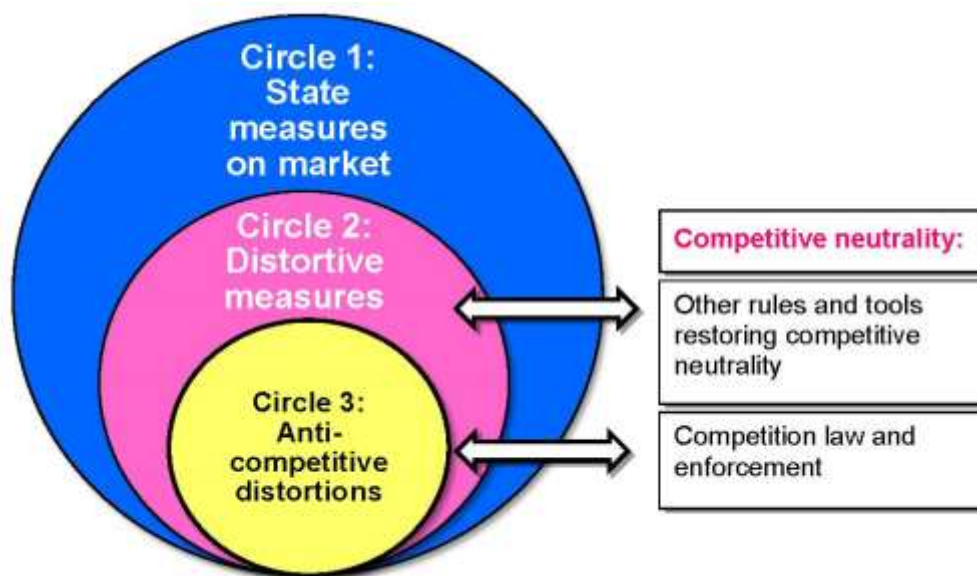 Circle 1:
State
measures
on market
Circle 2:
Distortive
measures
Circle 3:
Anti-
competitive
distortions
Competitive neutrality:
Other rules and tools
restoring competitive
neutrality
Competition law and
enforcement